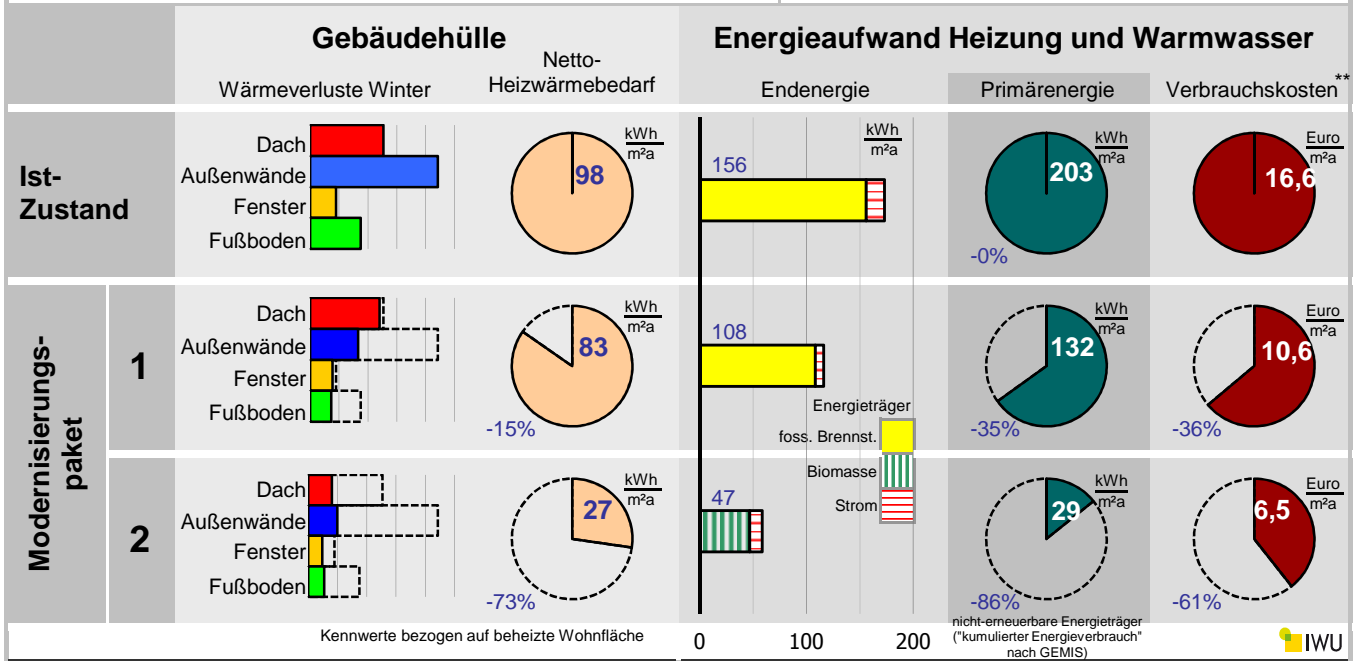 Gebäudehülle
Energieaufwand Heizung und Warmwasser
Wärmeverluste Winter
Netto-
Heizwärmebedarf
Endenergie
Primärenergie
Verbrauchskosten**
Ist-
Zustand
Dach
Außenwände
Fenster
Fußboden
98
kWh
m²a
156
kWh
m²a
203
kWh
m²a
-0%
16,6
Euro
m²a
Modernisierungs-
paket
1
Dach
Außenwände
Fenster
Fußboden
83
kWh
m²a
-15%
108
132
kWh
m²a
-35%
10,6
Euro
m²a
-36%
Energieträger
foss. Brennst.
Biomasse
Strom
2
Dach
Außenwände
Fenster
Fußboden
27
kWh
m²a
-73%
47
29
kWh
m²a
-86%
6,5
Euro
m²a
-61%
Kennwerte bezogen auf beheizte Wohnfläche
0 100 200
nicht-erneuerbare Energieträger
("kumulierter Energieverbrauch"
nach GEMIS)
IWU